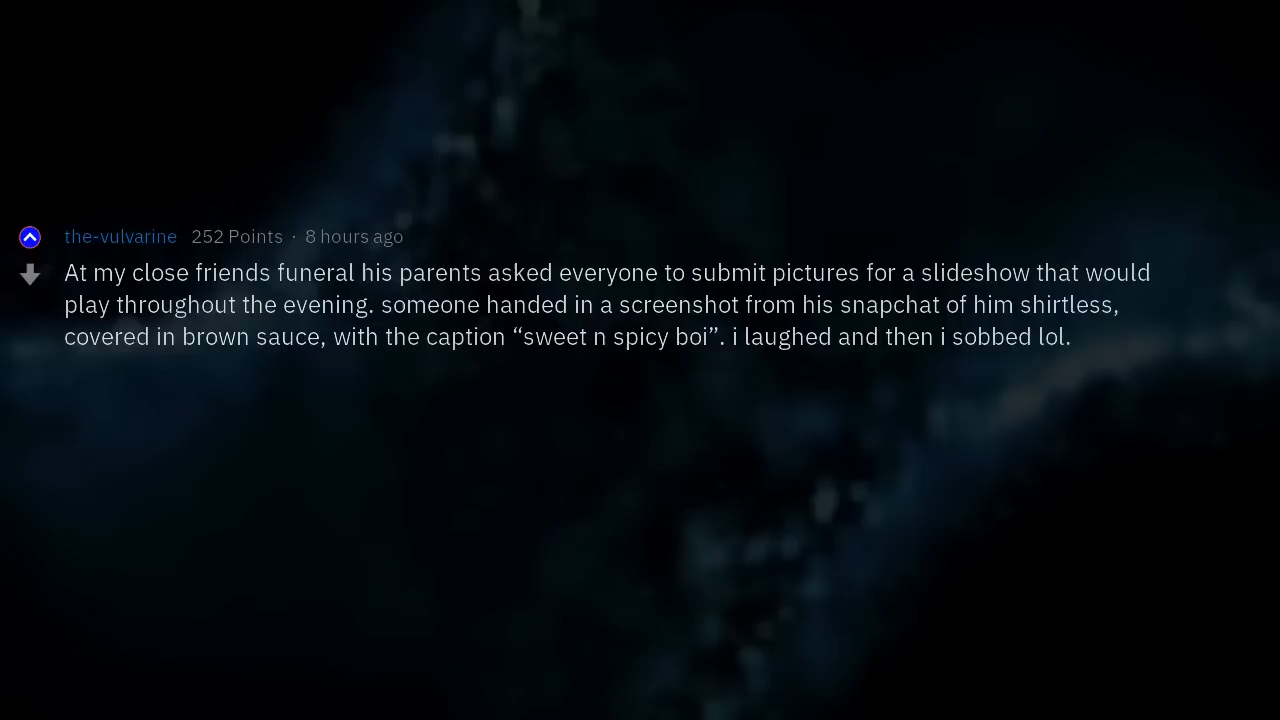 the-vulvarine 252 Points · 8 hours ago
At my close friends funeral his parents asked everyone to submit pictures for a slideshow that would
play throughout the evening. someone handed in a screenshot from his snapchat of him shirtless,
covered in brown sauce, with the caption “sweet n spicy boi”. i laughed and then i sobbed lol.